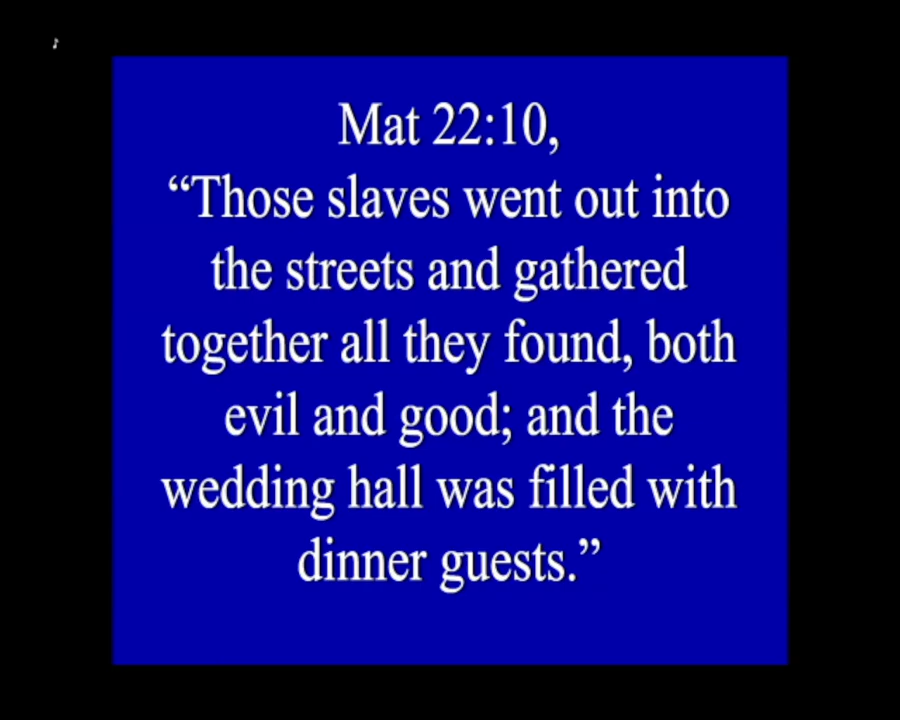 Mat 22:10,
“Those slaves went out into
the streets and gathered
together all they found, both
evil and good; and the
wedding hall was filled with
dinner guests.”